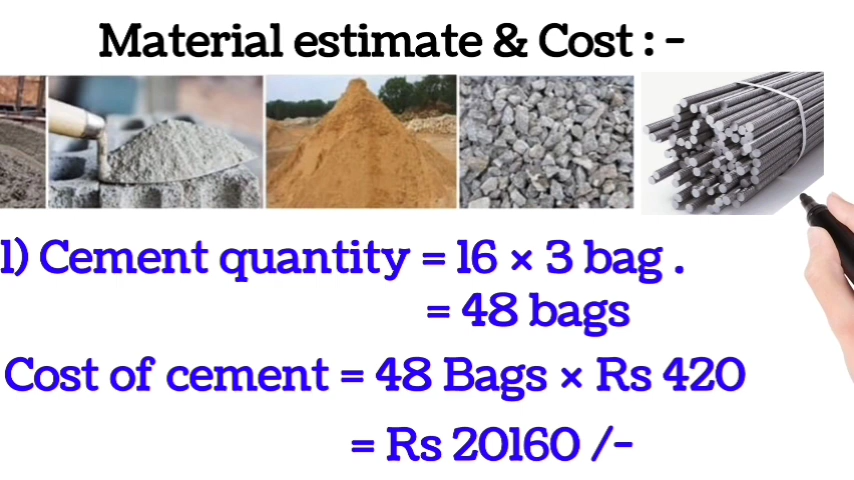 Material estimate & Cost : -
1) Cement quantity = 16 × 3 bag .
= 48 bags
Cost of cement = 48 Bags × Rs 420
= Rs 20160 /-